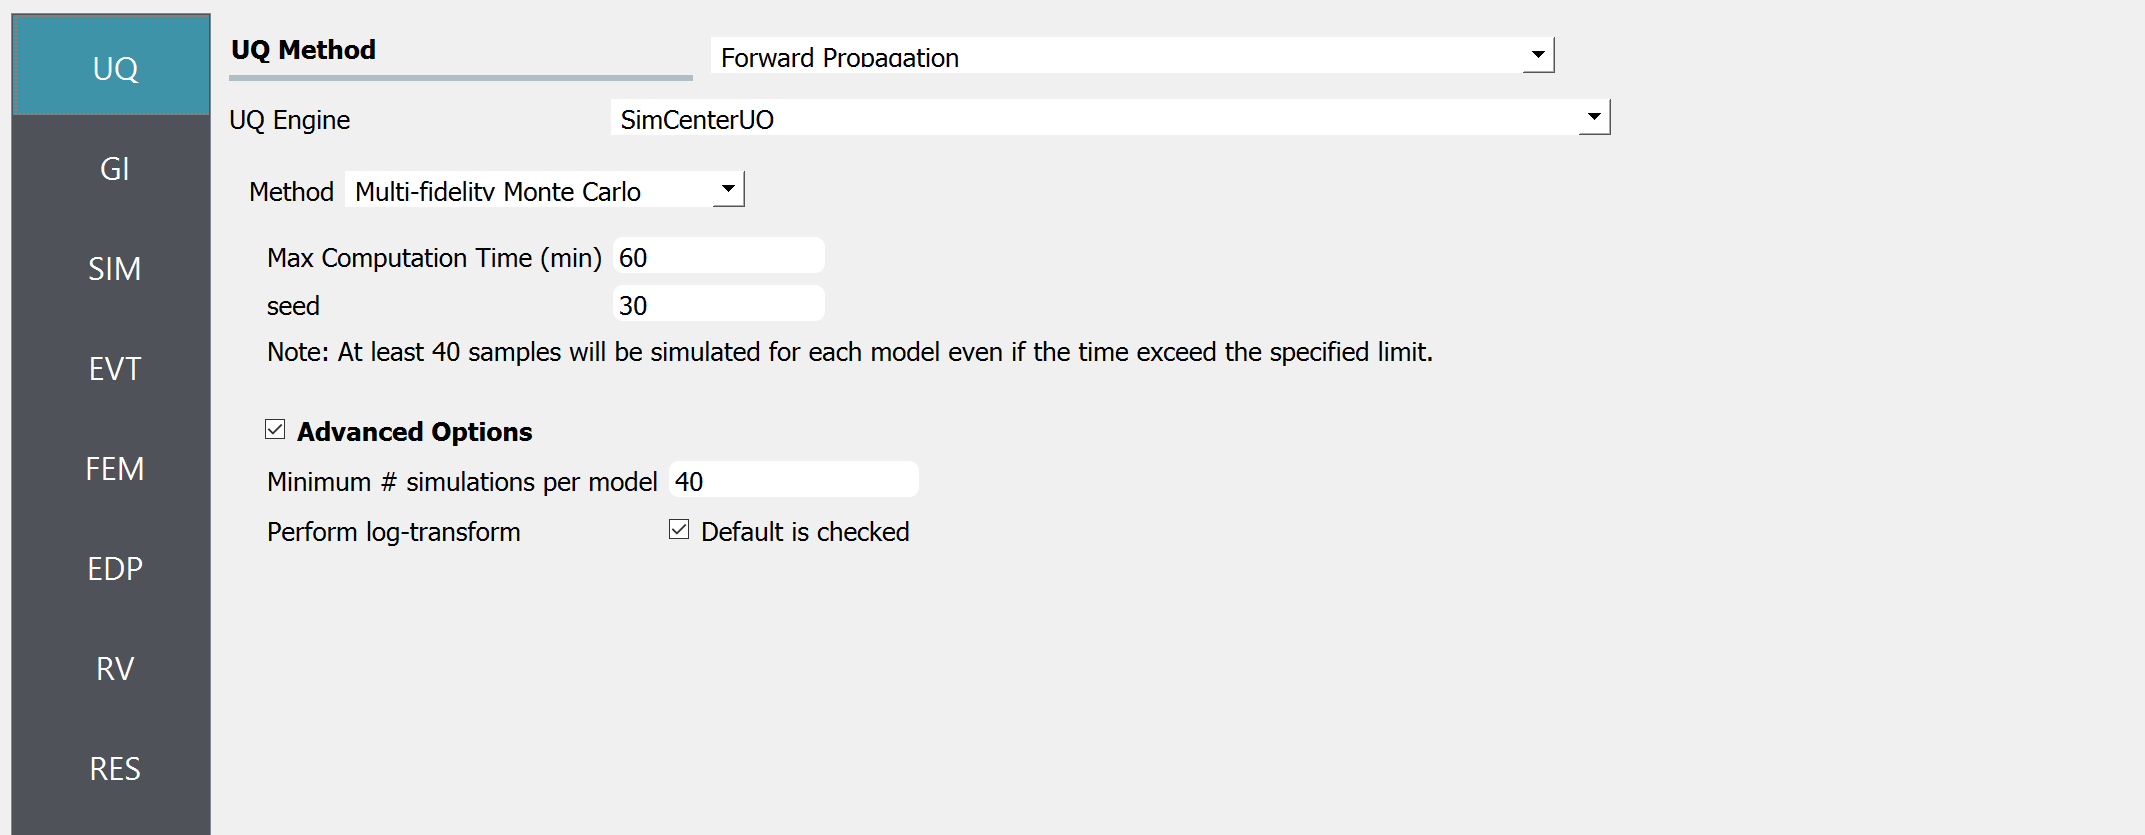 UQ
GI
SIM
EVT
FEM
EDP
RV
RES
UQ Method
Forward Propagation
UQ Engine
SimCenterUQ
Method
Multi-fidelity Monte Carlo
Max Computation Time (min)
60
seed
30
Note: At least 40 samples will be simulated for each model even if the time exceed the specified limit.
Advanced Options
Minimum # simulations per model
40
Perform log-transform
Default is checked